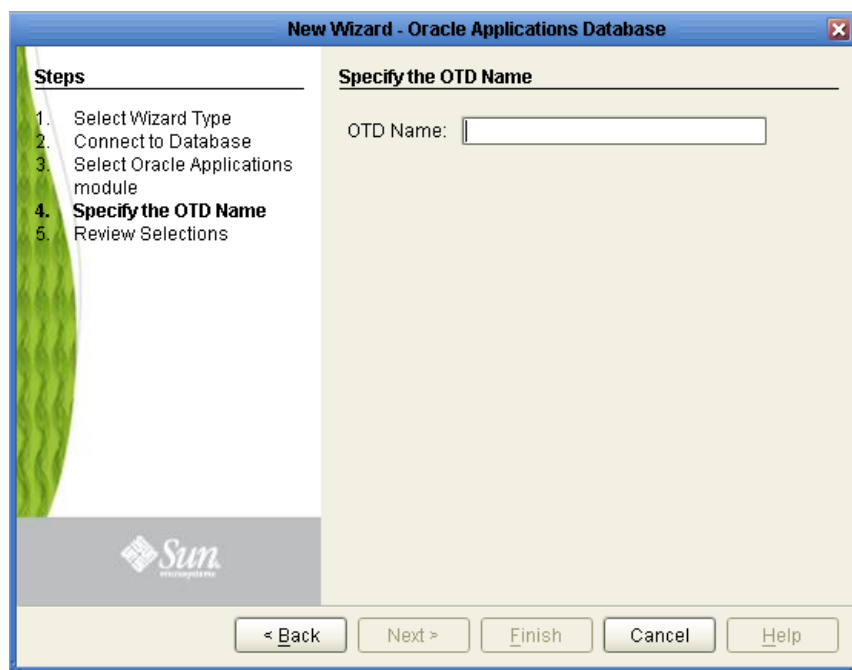 New Wizard - Oracle Applications Database
Steps
1. Select Wizard Type
2. Connect to Database
3. Select Oracle Applications
module
4. Specify the OTD Name
5. Review Selections
Specify the OTD Name
OTD Name:
Sun
microsystems
< Back
Next >
Finish
Cancel
Help